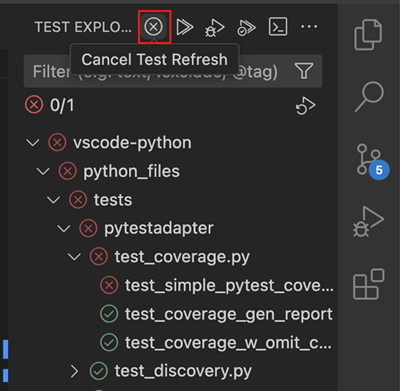 TEST EXPLO...
Cancel Test Refresh
Filter (e.g. text, !exclude, @tag)
0/1
5
vscode-python
python_files
tests
pytestadapter
test_coverage.py
test_simple_pytest_cove...
test_coverage_gen_report
test_coverage_w_omit_c...
test_discovery.py